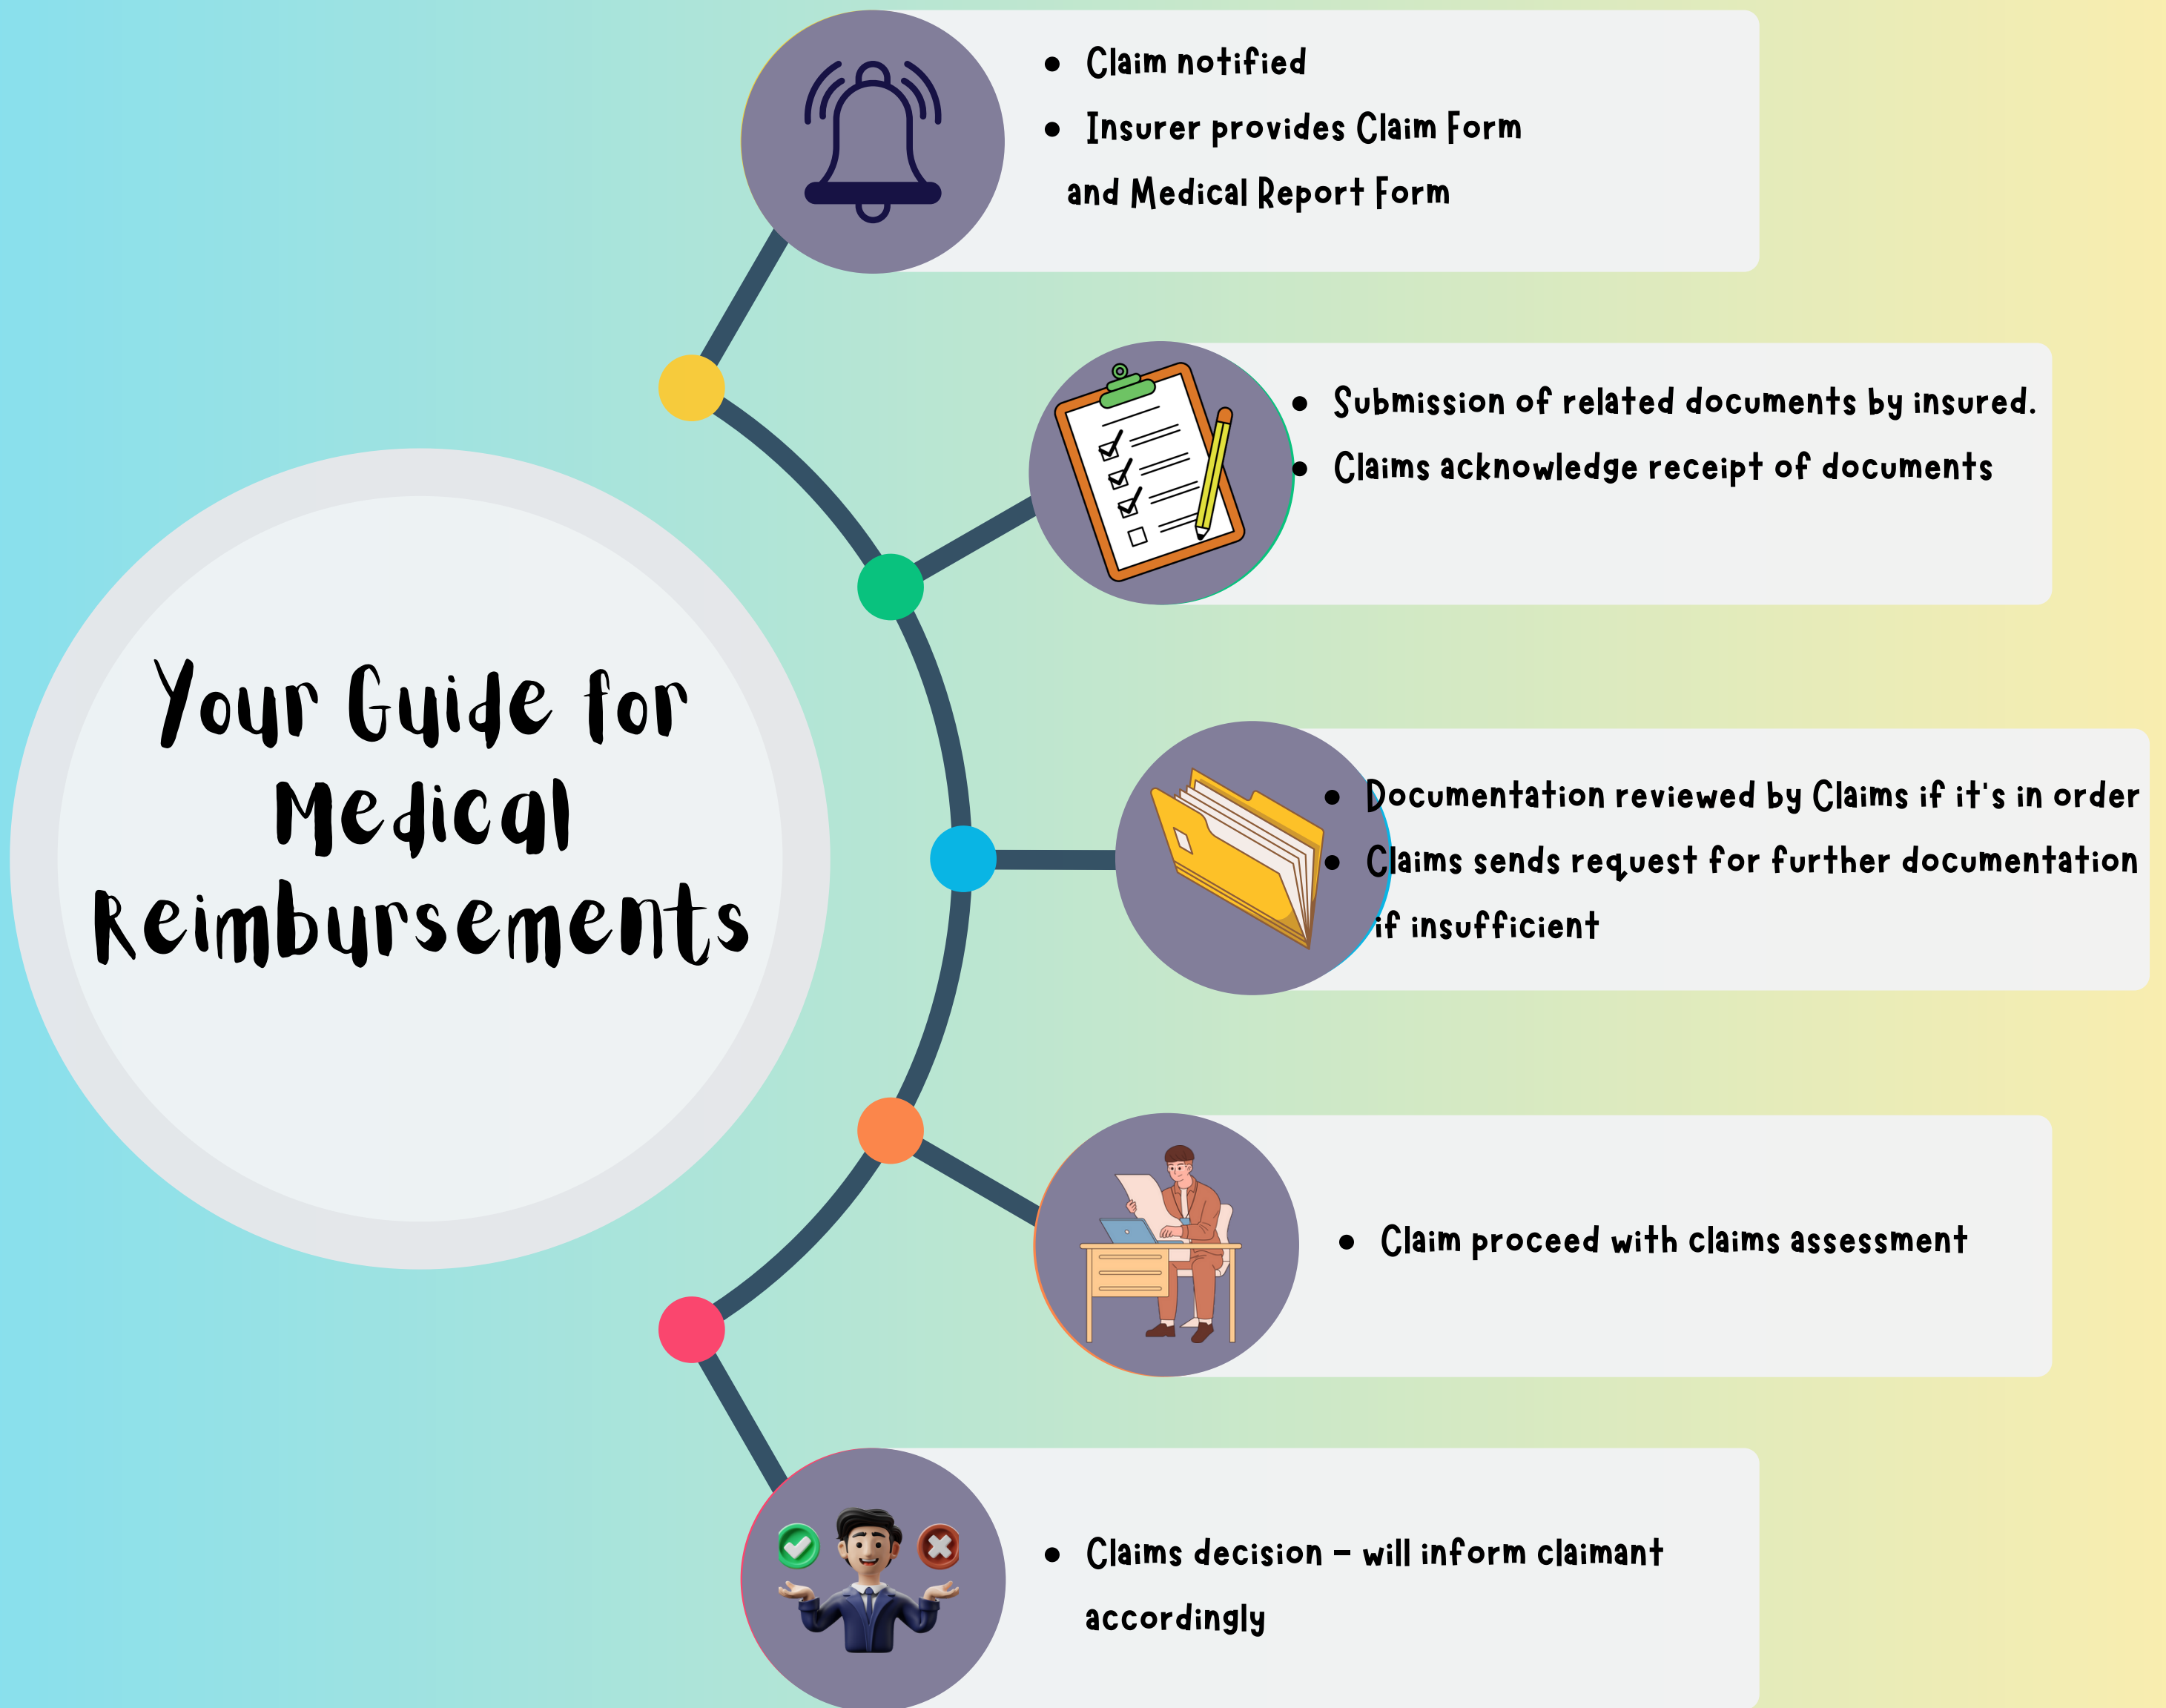 Your Guide for
Medical
Reimbursements
• Claim notified
• Insurer provides Claim Form
and Medical Report Form
• Submission of related documents by insured.
• Claims acknowledge receipt of documents
• Documentation reviewed by Claims if it's in order
• Claims sends request for further documentation
if insufficient
• Claim proceed with claims assessment
• Claims decision – will inform claimant
accordingly